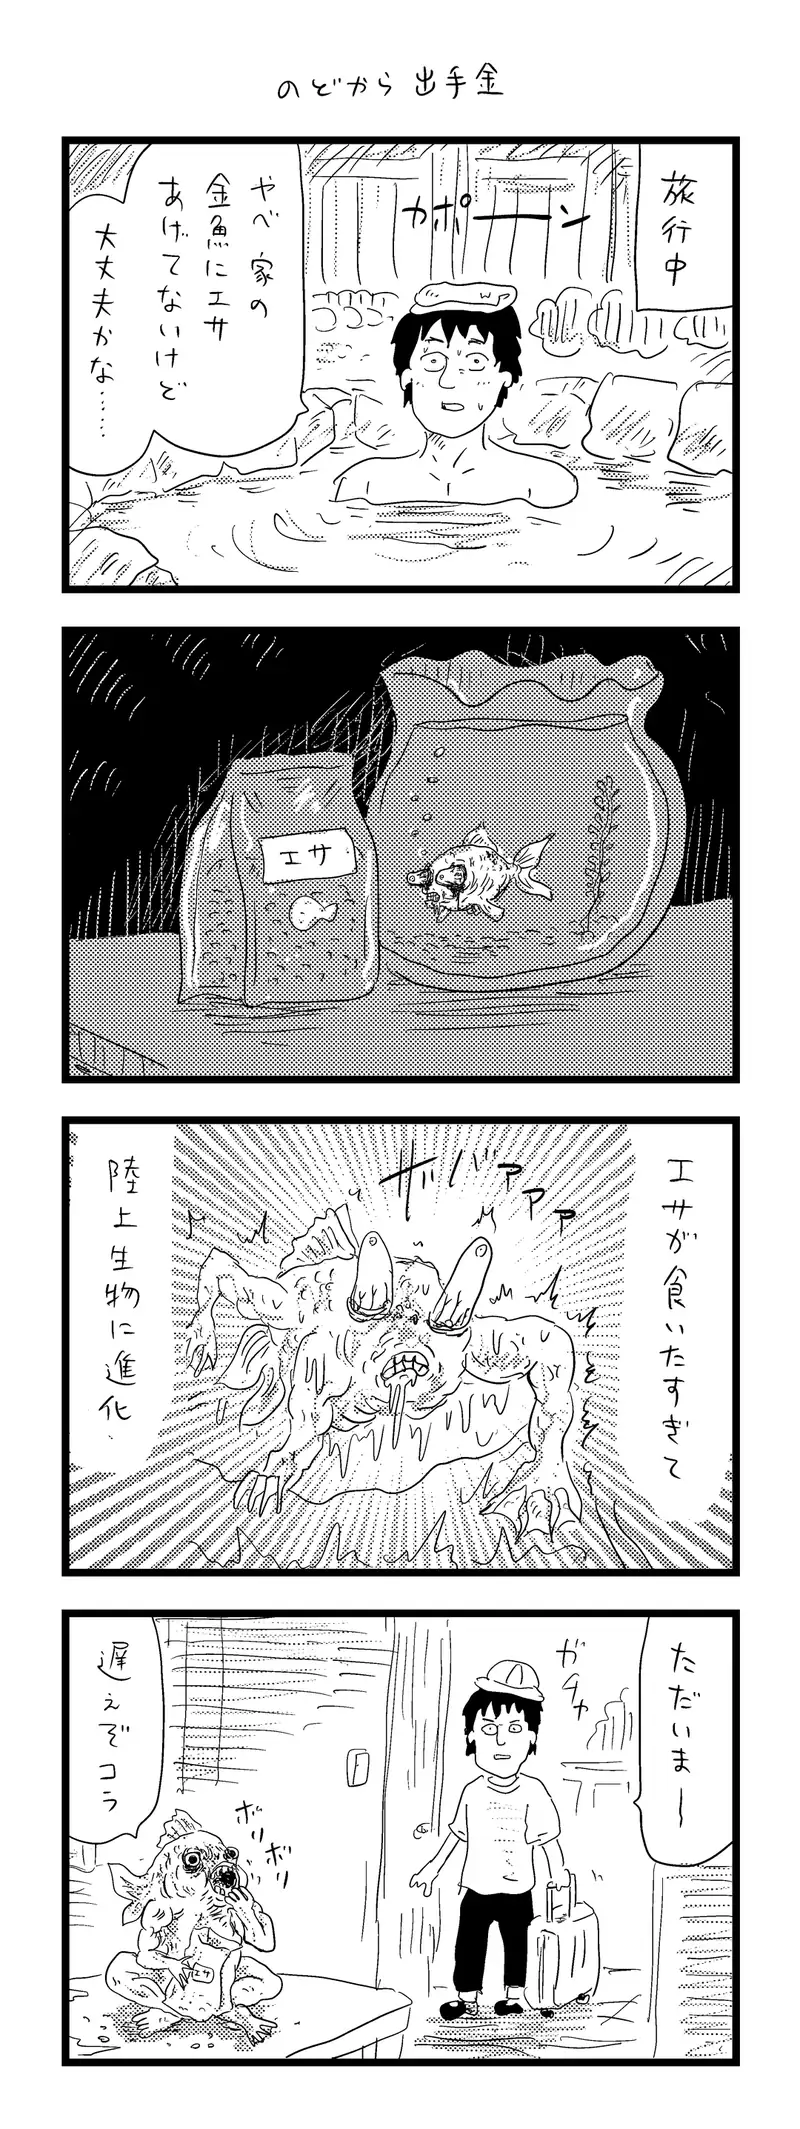 のどから出手金
旅行中
カポーン
やべ家の
金魚にエサ
あげてないけど
大丈夫かな……
エサ
エサが食いたすぎて
ザバァァァ
陸上生物に進化
ただいまー
ガチャ
ボリボリ
遅えぞコラ
エサ